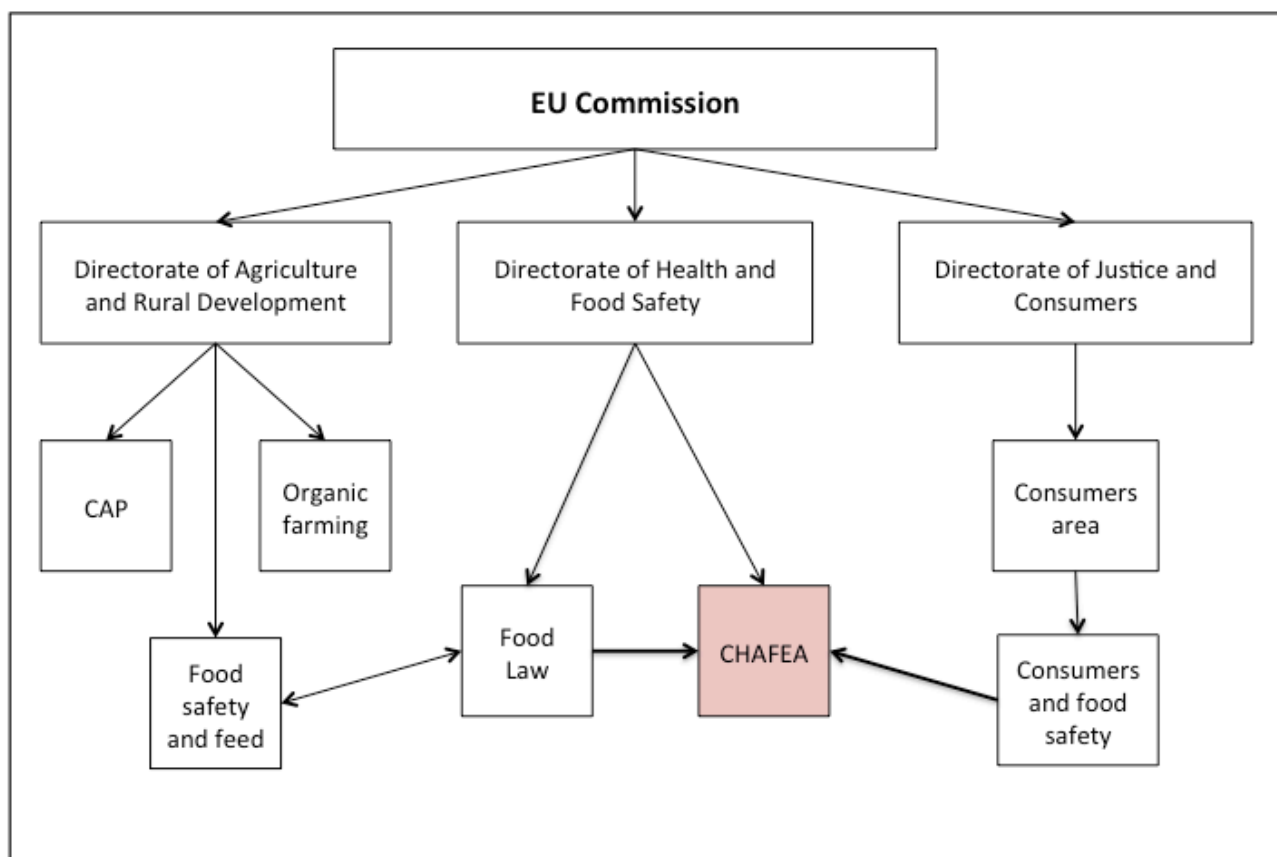 EU Commission
Directorate of Agriculture
and Rural Development
Directorate of Health and
Food Safety
Directorate of Justice and
Consumers
CAP
Organic
farming
Consumers
area
Food
safety
and feed
Food
Law
CHAFEA
Consumers
and food
safety